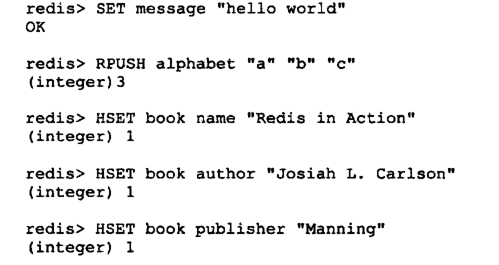 redis> SET message "hello world"
OK
redis> RPUSH alphabet "a" "b" "c"
(integer)3
redis> HSET book name "Redis in Action"
(integer) 1
redis> HSET book author "Josiah L. Carlson"
(integer) 1
redis> HSET book publisher "Manning"
(integer) 1